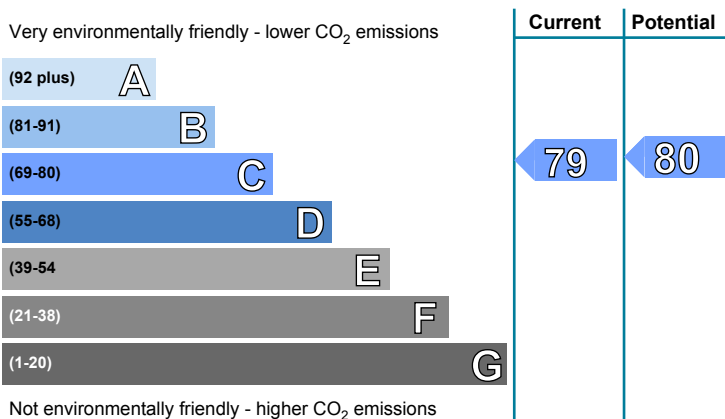 Current Potential
Very environmentally friendly - lower CO2 emissions
(92 plus) A
(81-91) B
(69-80) C 79 80
(55-68) D
(39-54 E
(21-38) F
(1-20) G
Not environmentally friendly - higher CO2 emissions